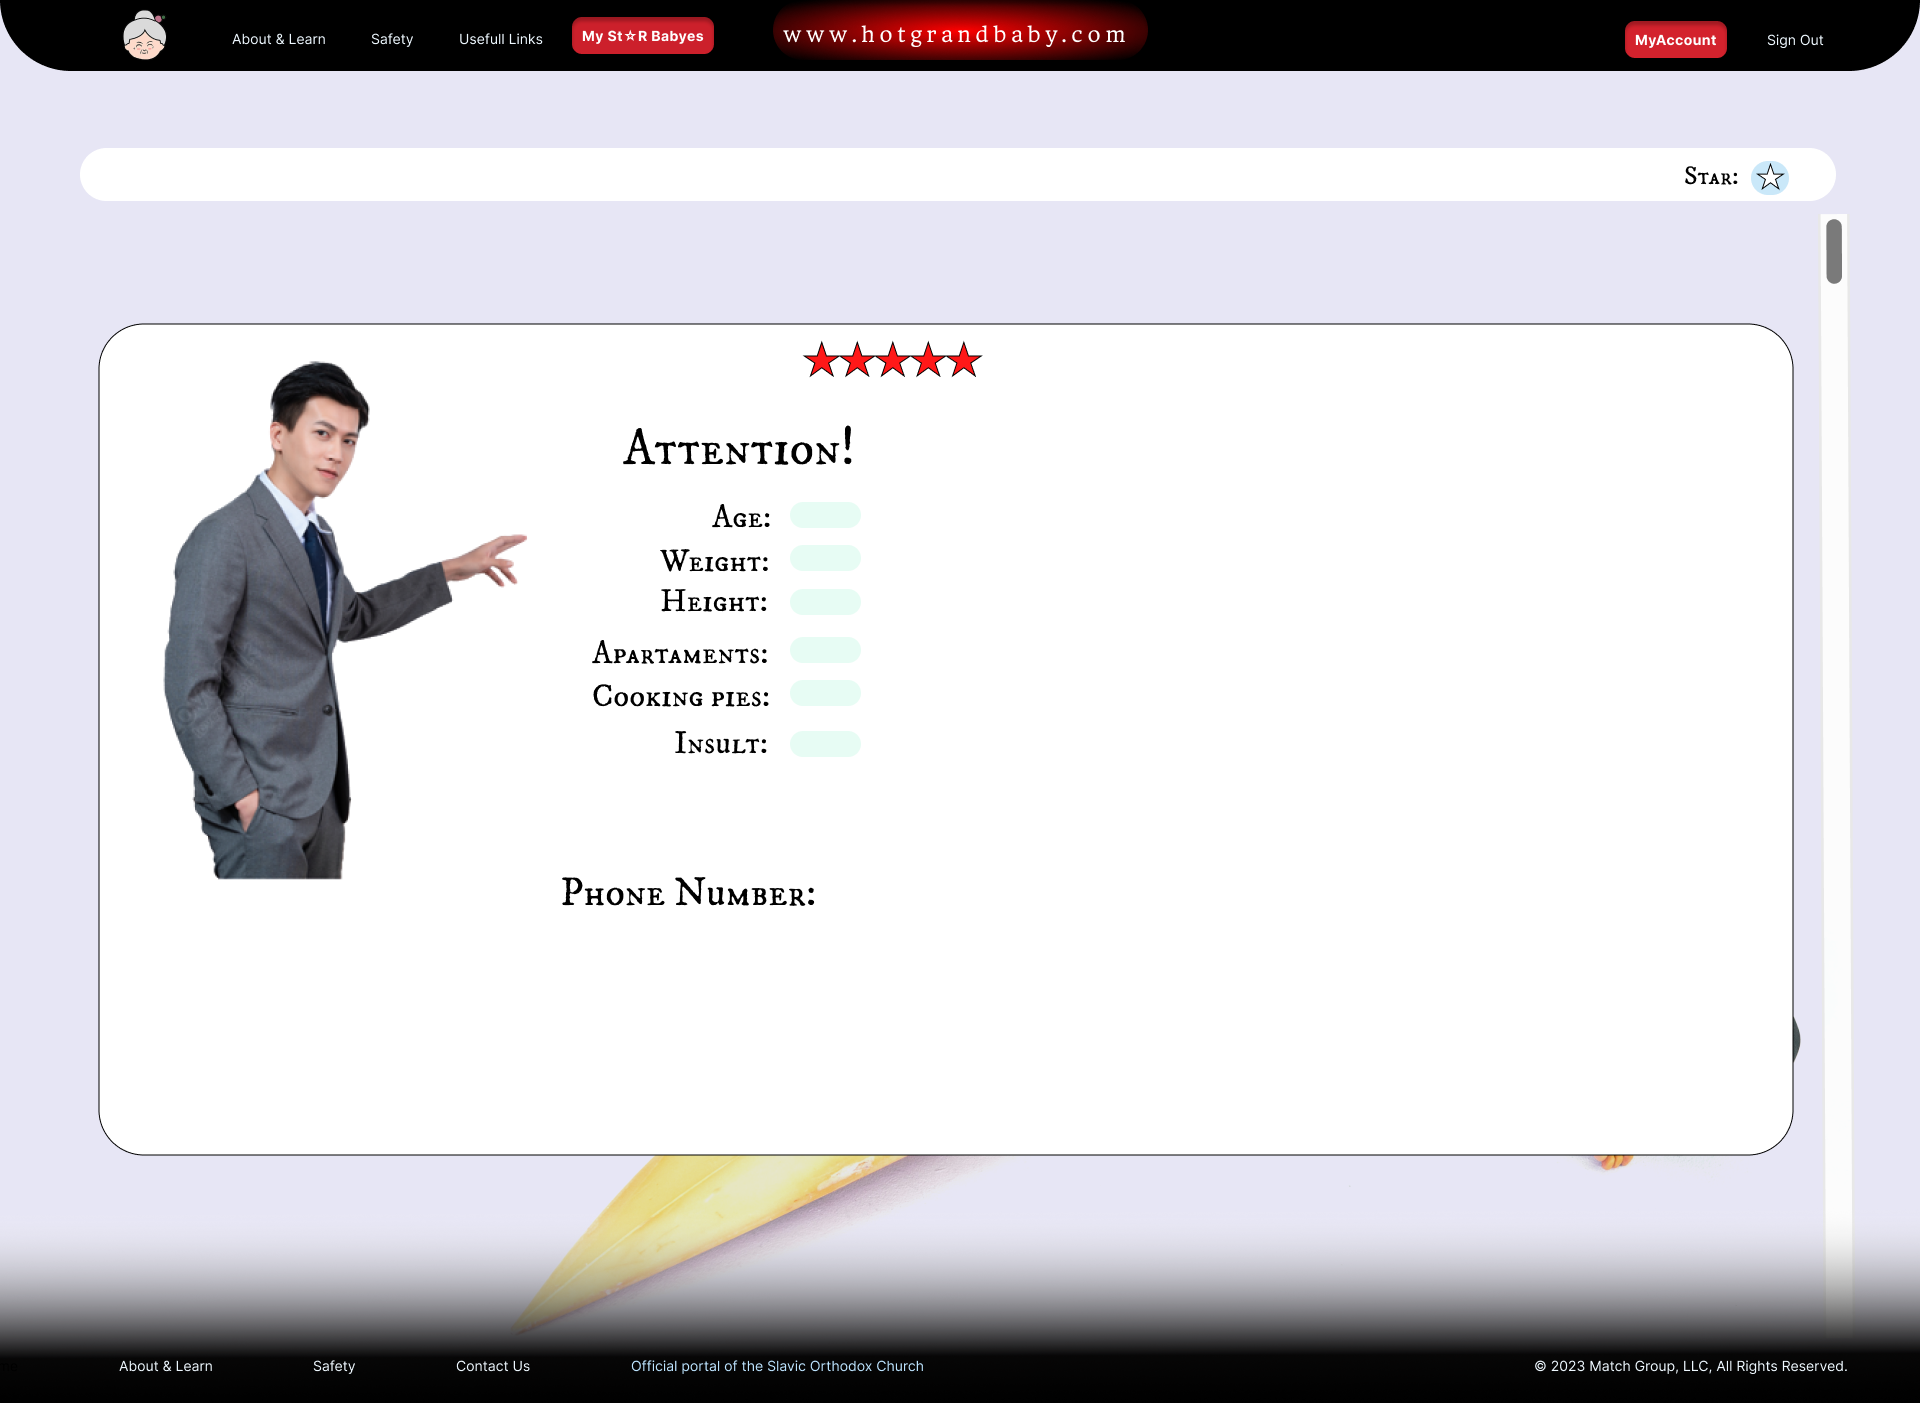 About & Learn
Safety
Usefull Links
My St☆R Babyes
www.hotgrandbaby.com
MyAccount
Sign Out
Star:
Attention!
Age:
Weight:
Height:
Apartaments:
Cooking pies:
Insult:
Phone Number:
About & Learn
Safety
Contact Us
Official portal of the Slavic Orthodox Church
© 2023 Match Group, LLC, All Rights Reserved.